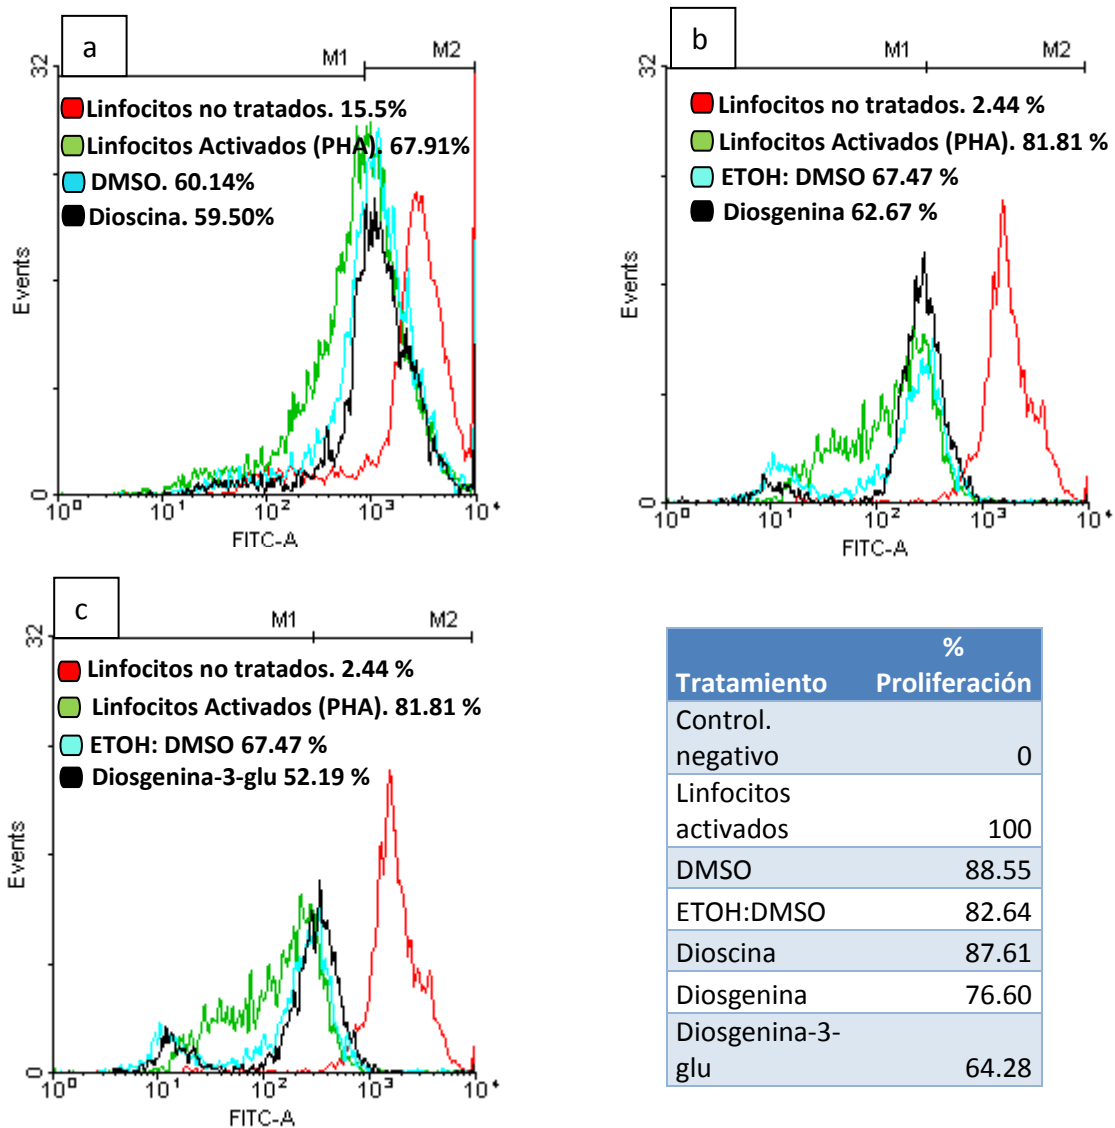 a
M1
M2
32
Linfocitos no tratados. 15.5%
Linfocitos Activados (PHA). 67.91%
DMSO. 60.14%
Dioscina. 59.50%
Events
0
10⁰
10¹
10²
10³
10⁴
FITC-A
b
M1
M2
32
Linfocitos no tratados. 2.44 %
Linfocitos Activados (PHA). 81.81 %
ETOH: DMSO 67.47 %
Diosgenina 62.67 %
Events
0
10⁰
10¹
10²
10³
10⁴
FITC-A
c
M1
M2
32
Linfocitos no tratados. 2.44 %
Linfocitos Activados (PHA). 81.81 %
ETOH: DMSO 67.47 %
Diosgenina-3-glu 52.19 %
Events
0
10⁰
10¹
10²
10³
10⁴
FITC-A
%
Tratamiento Proliferación
Control.
negativo 0
Linfocitos
activados 100
DMSO 88.55
ETOH:DMSO 82.64
Dioscina 87.61
Diosgenina 76.60
Diosgenina-3-
glu 64.28